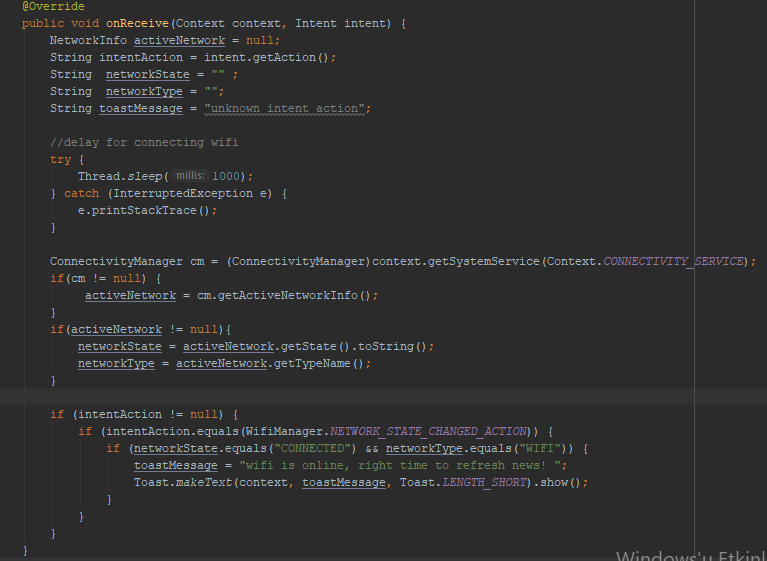 @Override
public void onReceive(Context context, Intent intent) {
    NetworkInfo activeNetwork = null;
    String intentAction = intent.getAction();
    String  networkState = "" ;
    String  networkType = "";
    String toastMessage = "unknown intent action";
    //delay for connecting wifi
    try {
        Thread.sleep( millis: 1000);
    } catch (InterruptedException e) {
        e.printStackTrace();
    }
    ConnectivityManager cm = (ConnectivityManager)context.getSystemService(Context.CONNECTIVITY_SERVICE);
    if(cm != null) {
         activeNetwork = cm.getActiveNetworkInfo();
    }
    if(activeNetwork != null){
        networkState = activeNetwork.getState().toString();
        networkType = activeNetwork.getTypeName();
    }
    if (intentAction != null) {
        if (intentAction.equals(WifiManager.NETWORK_STATE_CHANGED_ACTION)) {
            if (networkState.equals("CONNECTED") && networkType.equals("WIFI")) {
                toastMessage = "wifi is online, right time to refresh news! ";
                Toast.makeText(context, toastMessage, Toast.LENGTH_SHORT).show();
            }
        }
    }
}
Windows'u Etkinl